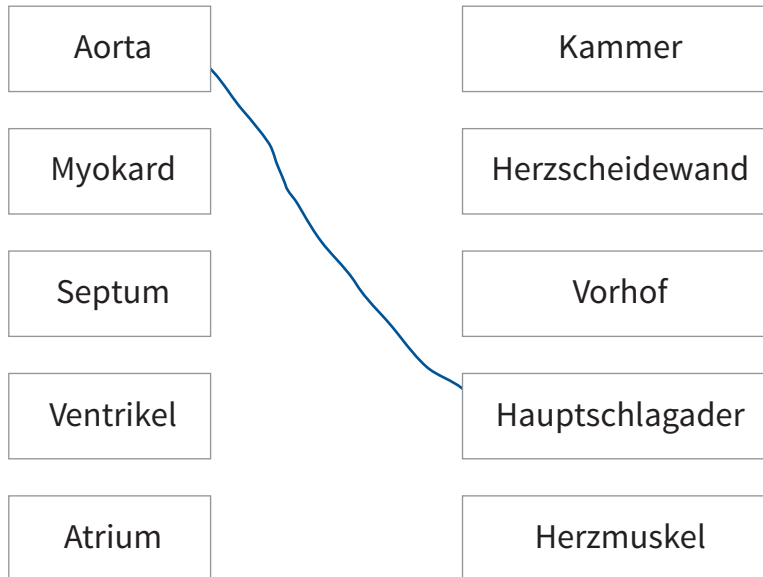 Aorta
Kammer
Myokard
Herzscheidewand
Septum
Vorhof
Ventrikel
Hauptschlagader
Atrium
Herzmuskel